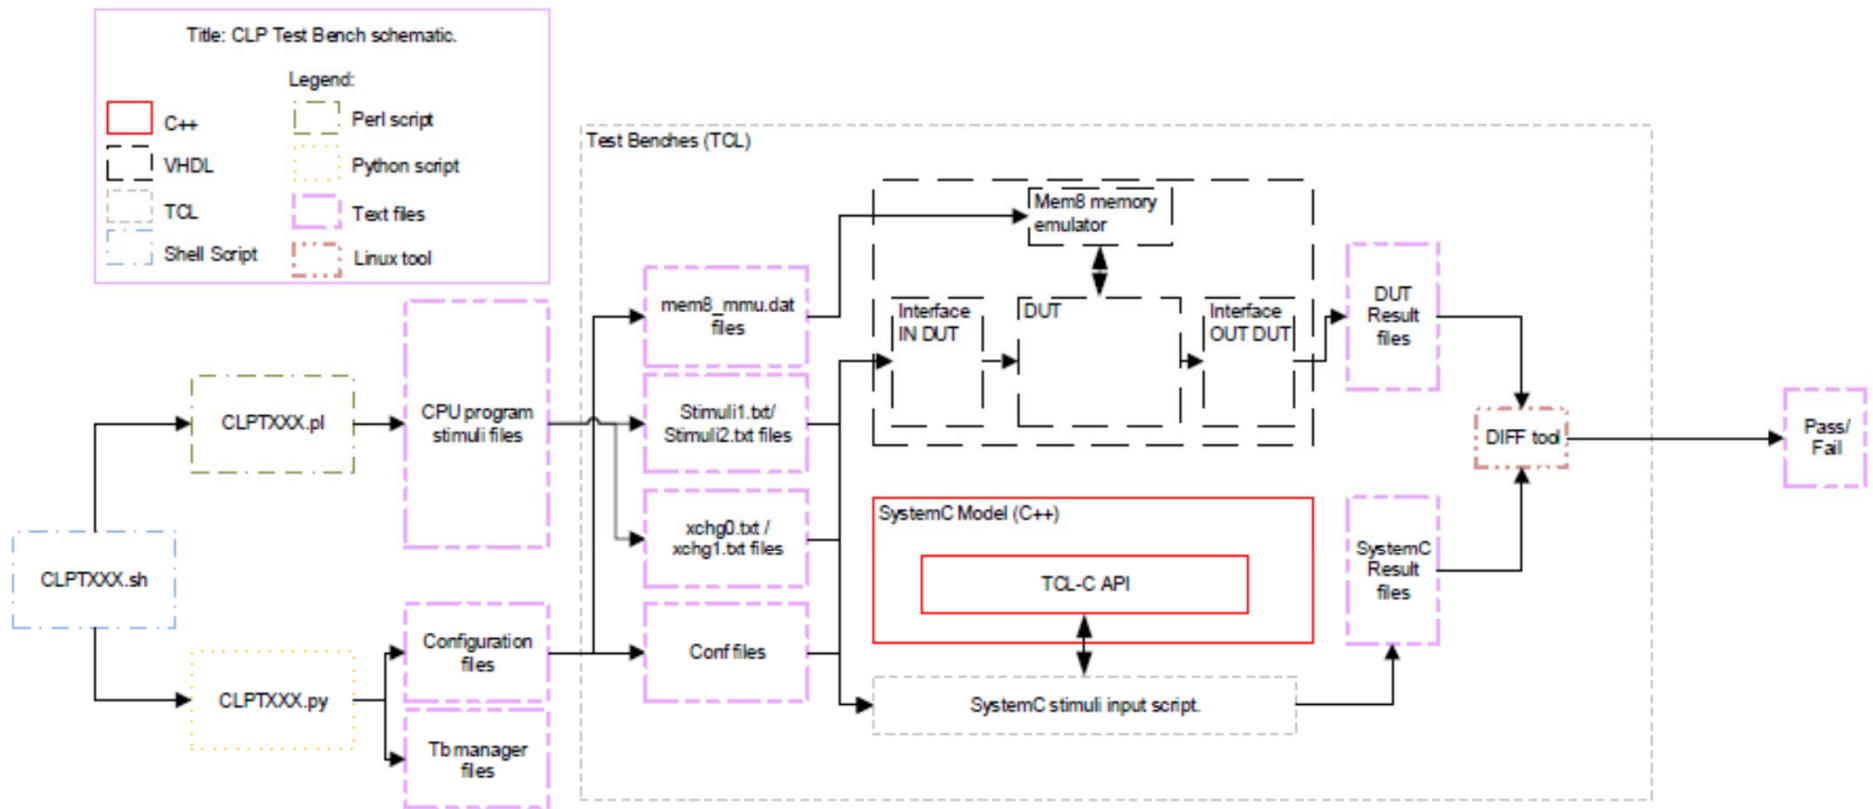 Title: CLP Test Bench schematic.
Legend:
C++
Perl script
VHDL
Python script
TCL
Text files
Shell Script
Linux tool
Test Benches (TCL)
Mem8 memory
emulator
mem8_mmu.dat
files
Interface
IN DUT
DUT
Interface
OUT DUT
DUT
Result
files
CLPTXXX.pl
CPU program
stimuli files
Stimuli1.txt/
Stimuli2.txt files
DIFF tool
Pass/
Fail
xchg0.txt /
xchg1.txt files
SystemC Model (C++)
TCL-C API
SystemC
Result
files
CLPTXXX.sh
Configuration
files
Conf files
CLPTXXX.py
SystemC stimuli input script.
Tb manager
files